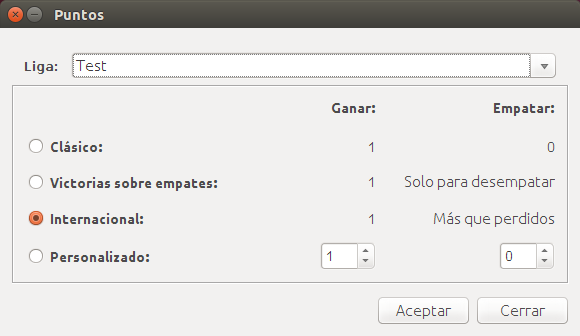 Puntos
Liga: Test
Ganar: Empatar:
Clásico: 1 0
Victorias sobre empates: 1 Solo para desempatar
Internacional: 1 Más que perdidos
Personalizado: 1 0
Aceptar Cerrar